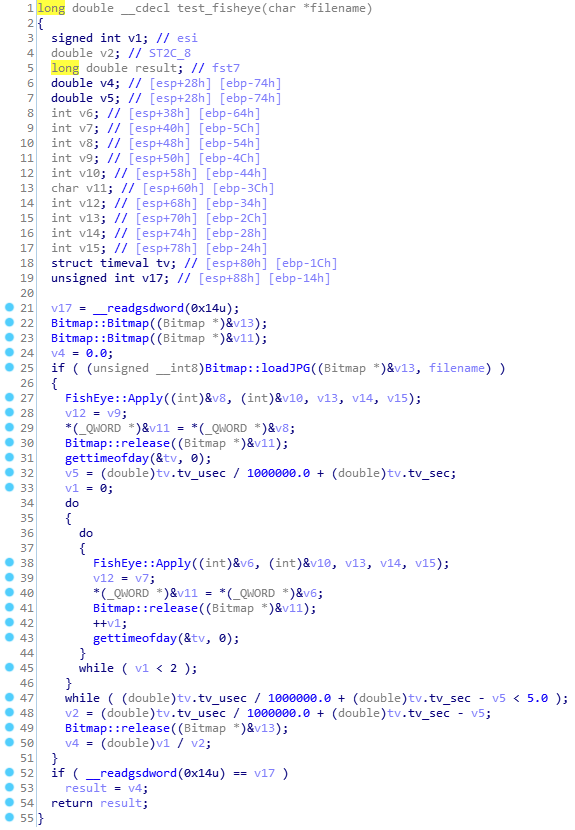 1 long double __cdecl test_fisheye(char *filename)
2 {
3 signed int v1; // esi
4 double v2; // ST2C_8
5 long double result; // fst7
6 double v4; // [esp+28h] [ebp-74h]
7 double v5; // [esp+28h] [ebp-74h]
8 int v6; // [esp+38h] [ebp-64h]
9 int v7; // [esp+40h] [ebp-5Ch]
10 int v8; // [esp+48h] [ebp-54h]
11 int v9; // [esp+50h] [ebp-4Ch]
12 int v10; // [esp+58h] [ebp-44h]
13 char v11; // [esp+60h] [ebp-3Ch]
14 int v12; // [esp+68h] [ebp-34h]
15 int v13; // [esp+70h] [ebp-2Ch]
16 int v14; // [esp+74h] [ebp-28h]
17 int v15; // [esp+78h] [ebp-24h]
18 struct timeval tv; // [esp+80h] [ebp-1Ch]
19 unsigned int v17; // [esp+88h] [ebp-14h]
20
21 v17 = __readgsdword(0x14u);
22 Bitmap::Bitmap((Bitmap *)&v13);
23 Bitmap::Bitmap((Bitmap *)&v11);
24 v4 = 0.0;
25 if ( (unsigned __int8)Bitmap::loadJPG((Bitmap *)&v13, filename) )
26 {
27 FishEye::Apply((int)&v8, (int)&v10, v13, v14, v15);
28 v12 = v9;
29 *(_QWORD *)&v11 = *(_QWORD *)&v8;
30 Bitmap::release((Bitmap *)&v11);
31 gettimeofday(&tv, 0);
32 v5 = (double)tv.tv_usec / 1000000.0 + (double)tv.tv_sec;
33 v1 = 0;
34 do
35 {
36 do
37 {
38 FishEye::Apply((int)&v6, (int)&v10, v13, v14, v15);
39 v12 = v7;
40 *(_QWORD *)&v11 = *(_QWORD *)&v6;
41 Bitmap::release((Bitmap *)&v11);
42 ++v1;
43 gettimeofday(&tv, 0);
44 }
45 while ( v1 < 2 );
46 }
47 while ( (double)tv.tv_usec / 1000000.0 + (double)tv.tv_sec - v5 < 5.0 );
48 v2 = (double)tv.tv_usec / 1000000.0 + (double)tv.tv_sec - v5;
49 Bitmap::release((Bitmap *)&v13);
50 v4 = (double)v1 / v2;
51 }
52 if ( __readgsdword(0x14u) == v17 )
53 result = v4;
54 return result;
55 }